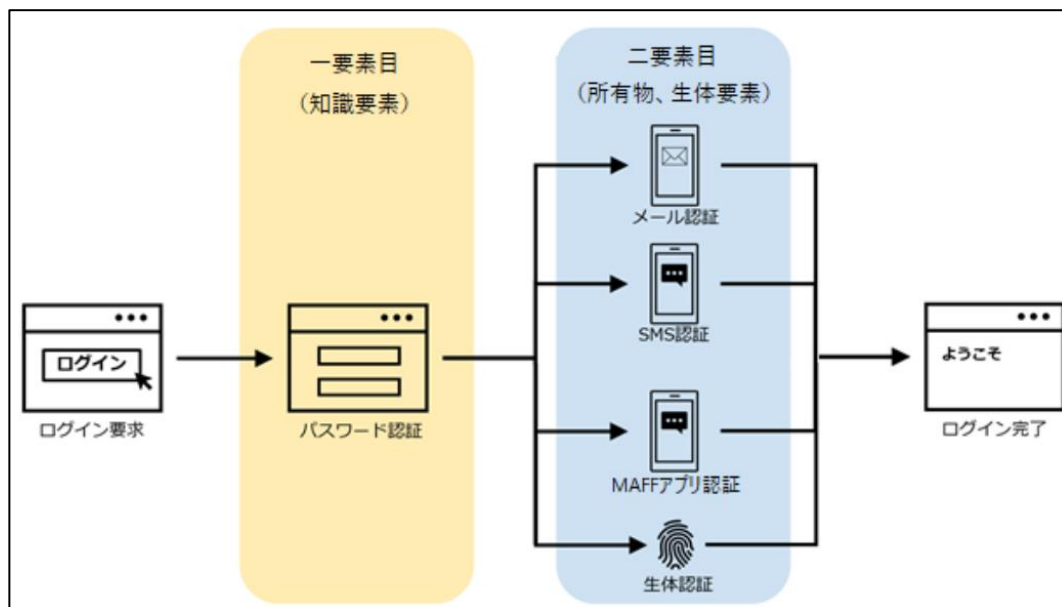 一要素目
（知識要素）
二要素目
（所有物、生体要素）
メール認証
SMS認証
ログイン
ログイン要求
パスワード認証
ようこそ
ログイン完了
MAFFアプリ認証
生体認証